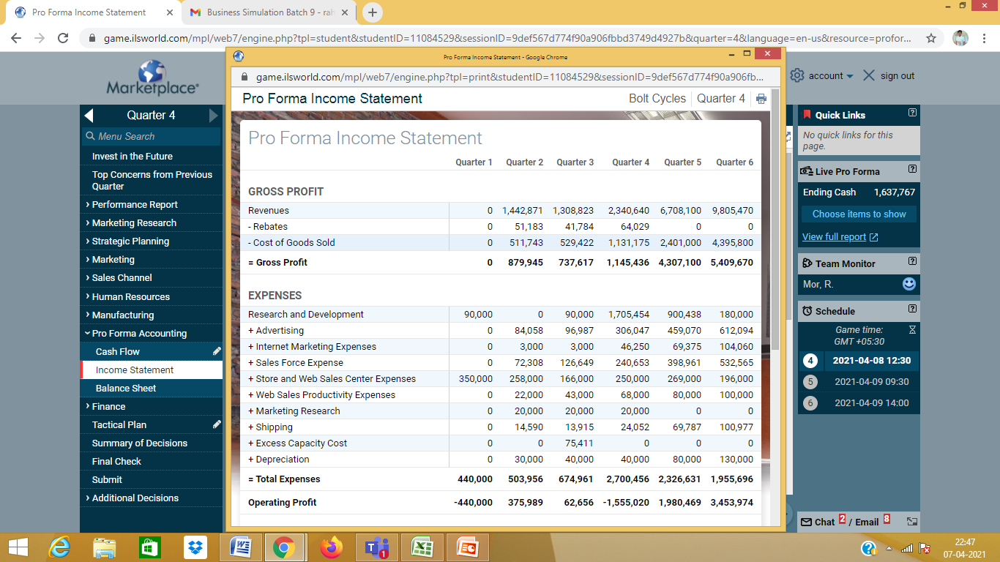 Pro Forma Income Statement
Business Simulation Batch 9 - rah
game.ilsworld.com/mpl/web7/engine.php?tpl=student&studentID=11084529&sessionID=9def567d774f90a906fbbd3749d4927b&quarter=4&language=en-us&resource=profor...
Pro Forma Income Statement - Google Chrome
game.ilsworld.com/mpl/web7/engine.php?tpl=print&studentID=11084529&sessionID=9def567d774f90a906fb...
Marketplace
account
sign out
Pro Forma Income Statement Bolt Cycles Quarter 4
Quarter 4
Menu Search
Invest in the Future
Top Concerns from Previous
Quarter
Performance Report
Marketing Research
Strategic Planning
Marketing
Sales Channel
Human Resources
Manufacturing
Pro Forma Accounting
Cash Flow
Income Statement
Balance Sheet
Finance
Tactical Plan
Summary of Decisions
Final Check
Submit
Additional Decisions
Pro Forma Income Statement
Quarter 1 Quarter 2 Quarter 3 Quarter 4 Quarter 5 Quarter 6
GROSS PROFIT
Revenues 0 1,442,871 1,308,823 2,340,640 6,708,100 9,805,470
- Rebates 0 51,183 41,784 64,029 0 0
- Cost of Goods Sold 0 511,743 529,422 1,131,175 2,401,000 4,395,800
= Gross Profit 0 879,945 737,617 1,145,436 4,307,100 5,409,670
EXPENSES
Research and Development 90,000 0 90,000 1,705,454 900,438 180,000
+ Advertising 0 84,058 96,987 306,047 459,070 612,094
+ Internet Marketing Expenses 0 3,000 3,000 46,250 69,375 104,060
+ Sales Force Expense 0 72,308 126,649 240,653 398,961 532,565
+ Store and Web Sales Center Expenses 350,000 258,000 166,000 250,000 269,000 196,000
+ Web Sales Productivity Expenses 0 22,000 43,000 68,000 80,000 100,000
+ Marketing Research 0 20,000 20,000 20,000 0 0
+ Shipping 0 14,590 13,915 24,052 69,787 100,977
+ Excess Capacity Cost 0 0 75,411 0 0 0
+ Depreciation 0 30,000 40,000 40,000 80,000 130,000
= Total Expenses 440,000 503,956 674,961 2,700,456 2,326,631 1,955,696
Operating Profit -440,000 375,989 62,656 -1,555,020 1,980,469 3,453,974
Quick Links
No quick links for this
page.
Live Pro Forma
Ending Cash 1,637,767
Choose items to show
View full report
Team Monitor
Mor, R.
Schedule
Game time:
GMT +05:30
4 2021-04-08 12:30
5 2021-04-09 09:30
6 2021-04-09 14:00
Chat 2 / Email 8
22:47
07-04-2021